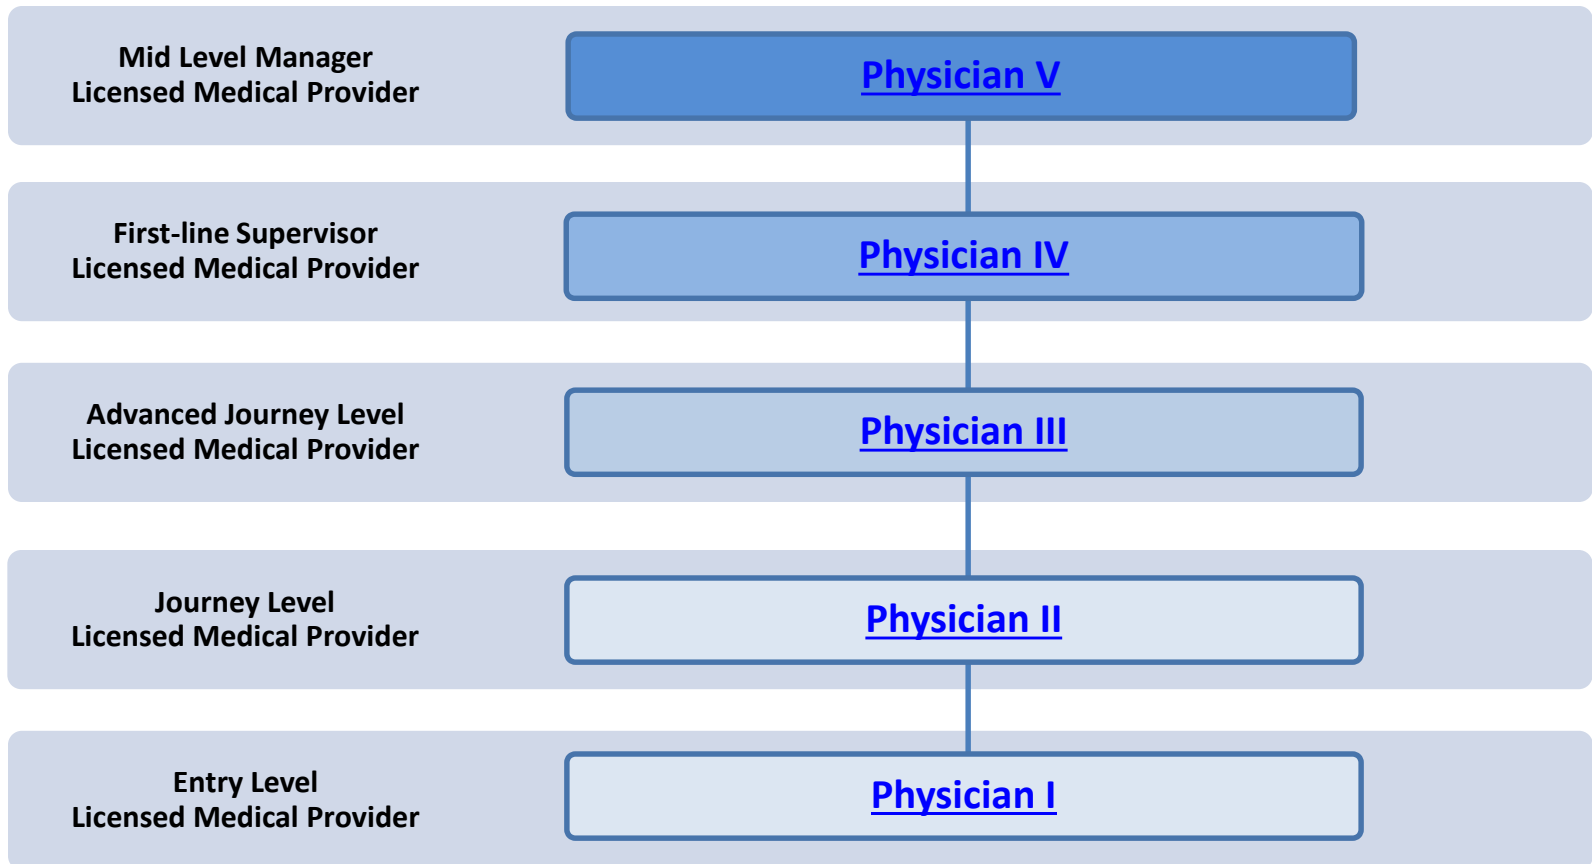 Mid Level Manager
Licensed Medical Provider
Physician V
First-line Supervisor
Licensed Medical Provider
Physician IV
Advanced Journey Level
Licensed Medical Provider
Physician III
Journey Level
Licensed Medical Provider
Physician II
Entry Level
Licensed Medical Provider
Physician I